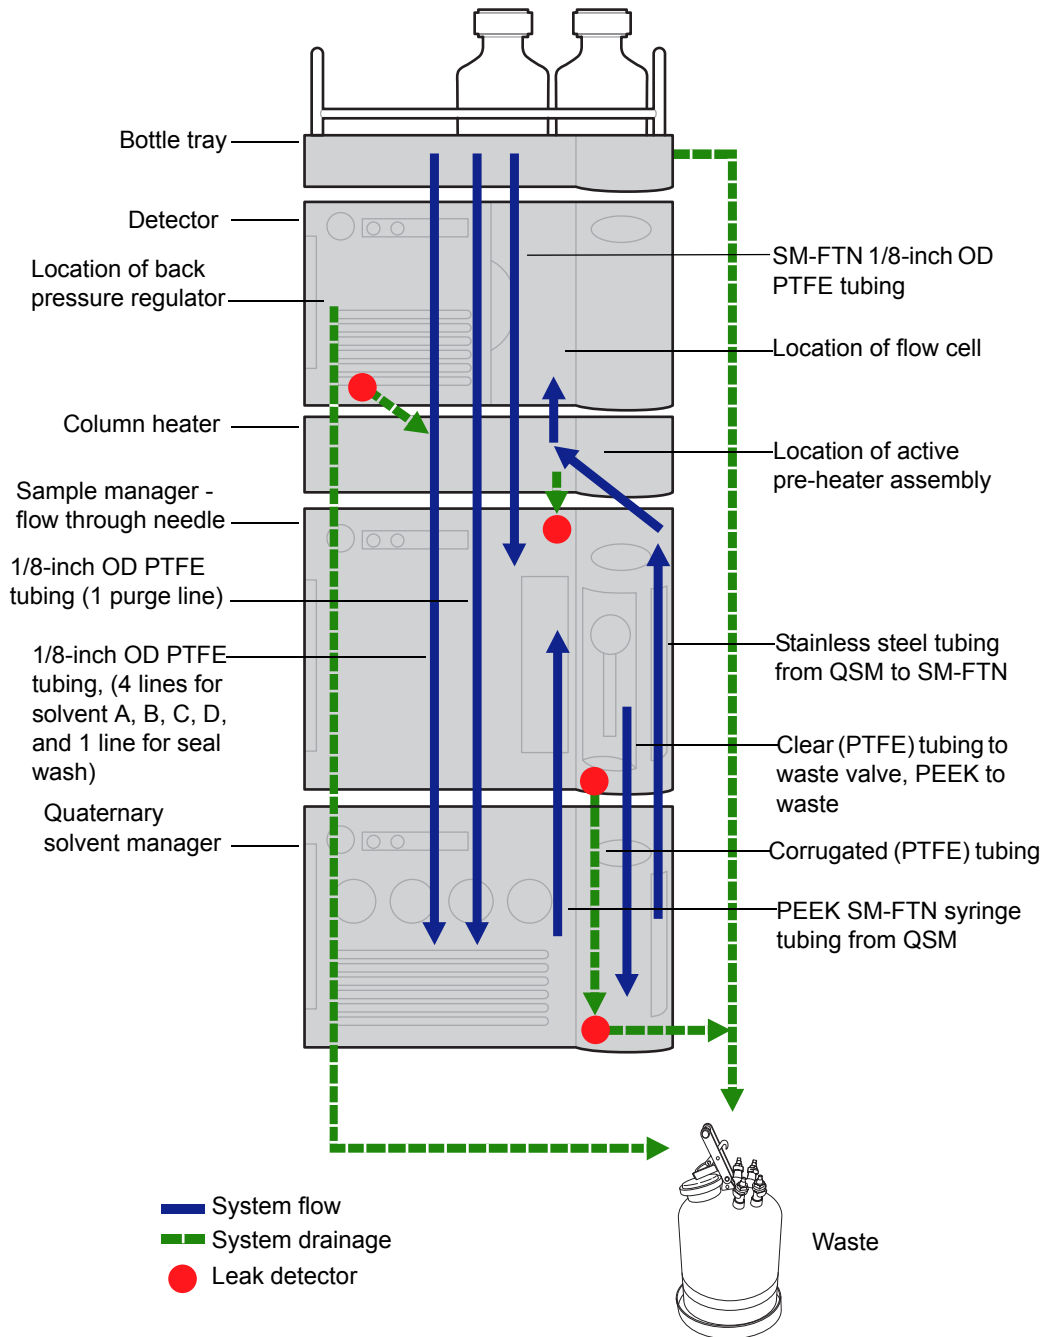 Bottle tray
Detector
Location of back
pressure regulator
Column heater
Sample manager -
flow through needle
1/8-inch OD PTFE
tubing (1 purge line)
1/8-inch OD PTFE
tubing, (4 lines for
solvent A, B, C, D,
and 1 line for seal
wash)
Quaternary
solvent manager
SM-FTN 1/8-inch OD
PTFE tubing
Location of flow cell
Location of active
pre-heater assembly
Stainless steel tubing
from QSM to SM-FTN
Clear (PTFE) tubing to
waste valve, PEEK to
waste
Corrugated (PTFE) tubing
PEEK SM-FTN syringe
tubing from QSM
System flow
System drainage
Leak detector
Waste